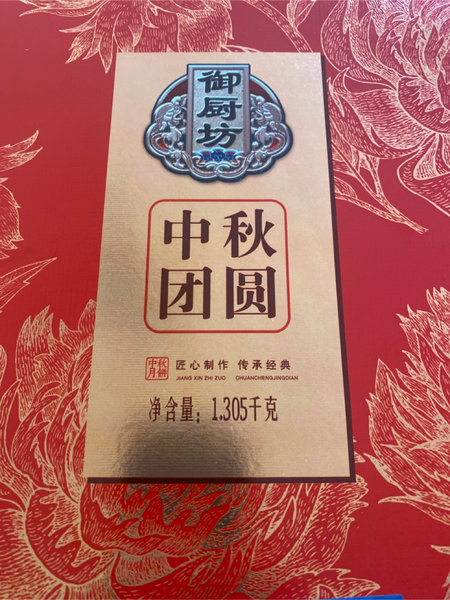 御厨坊
中秋
团圆
中秋
月餅
匠心制作 传承经典
JIANG XIN ZHI ZUO CHUANCHENGJINGDIAN
净含量：1.305千克